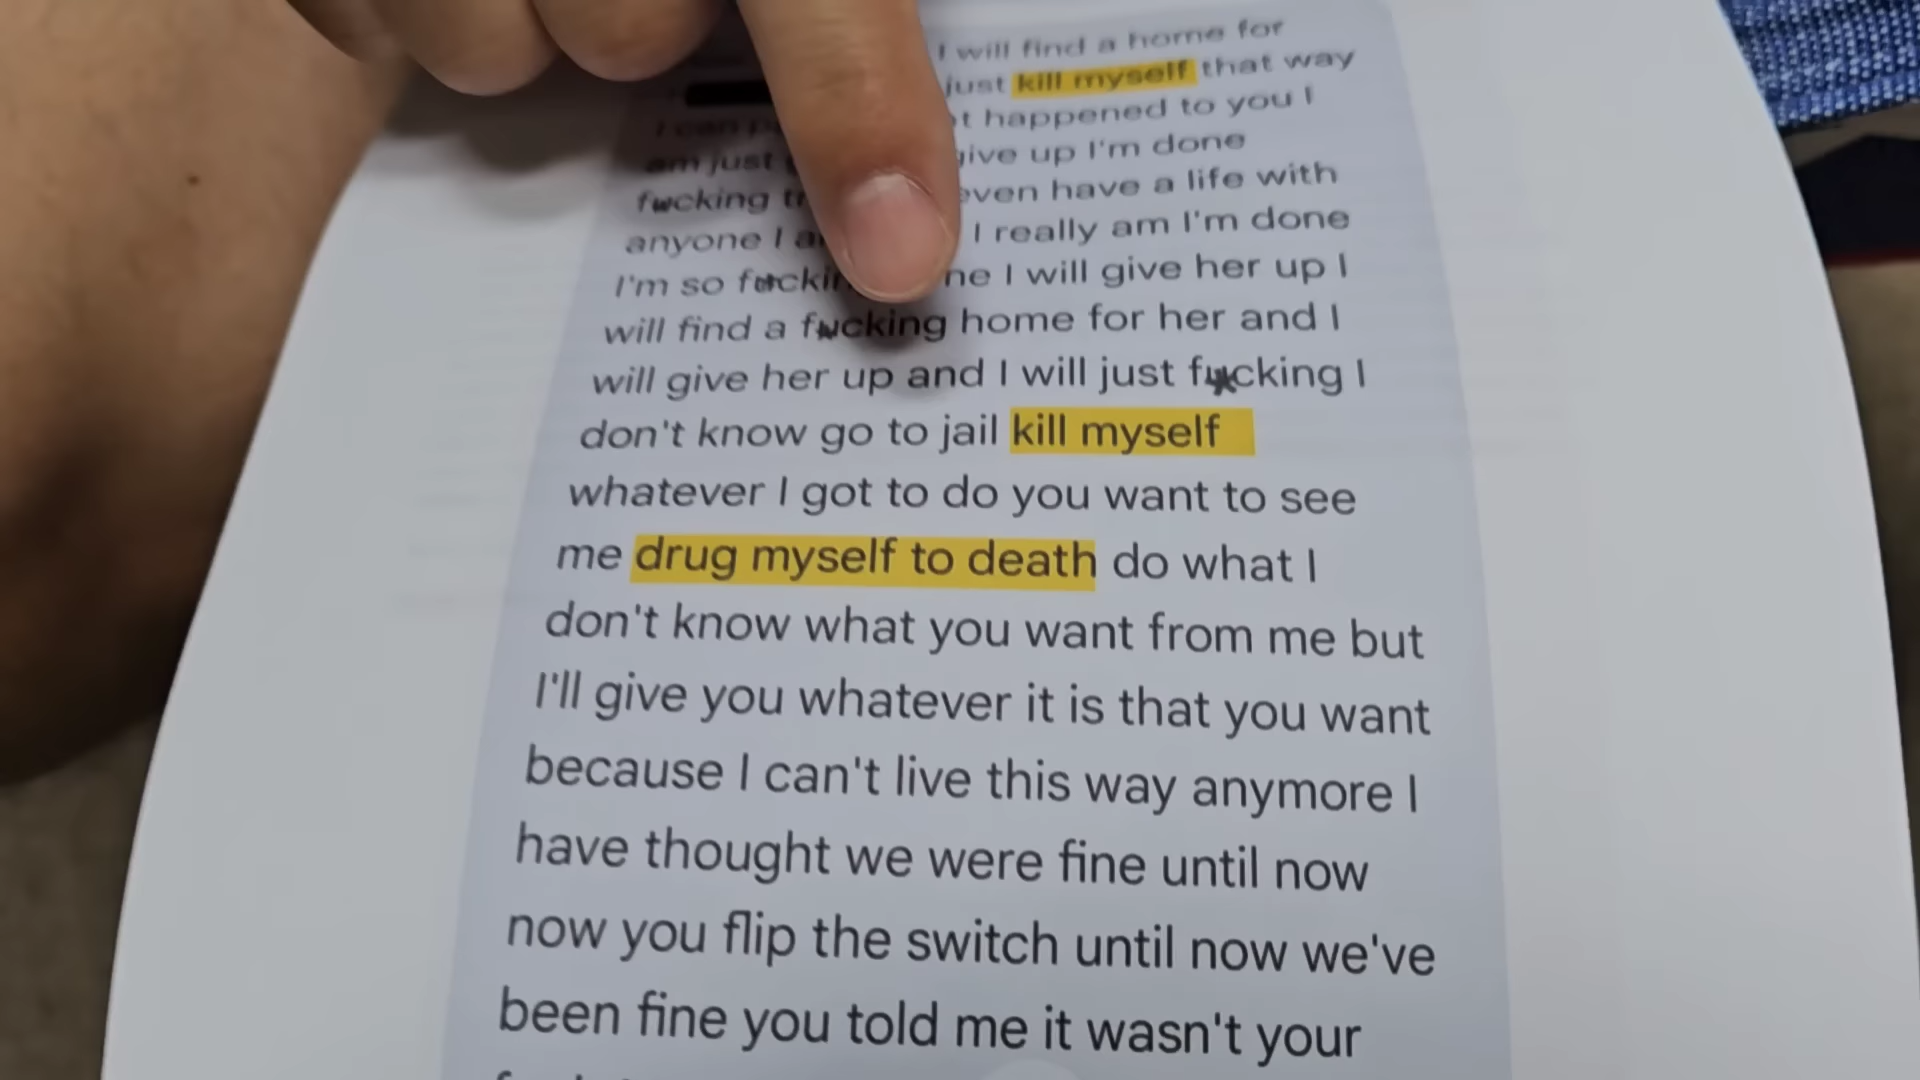 I will find a home for
just kill myself that way
happened to you I
am just give up I'm done
fucking even have a life with
anyone I I really am I'm done
I'm so I will give her up I
will find a fucking home for her and I
will give her up and I will just fucking I
don't know go to jail kill myself
whatever I got to do you want to see
me drug myself to death do what I
don't know what you want from me but
I'll give you whatever it is that you want
because I can't live this way anymore I
have thought we were fine until now
now you flip the switch until now we've
been fine you told me it wasn't your